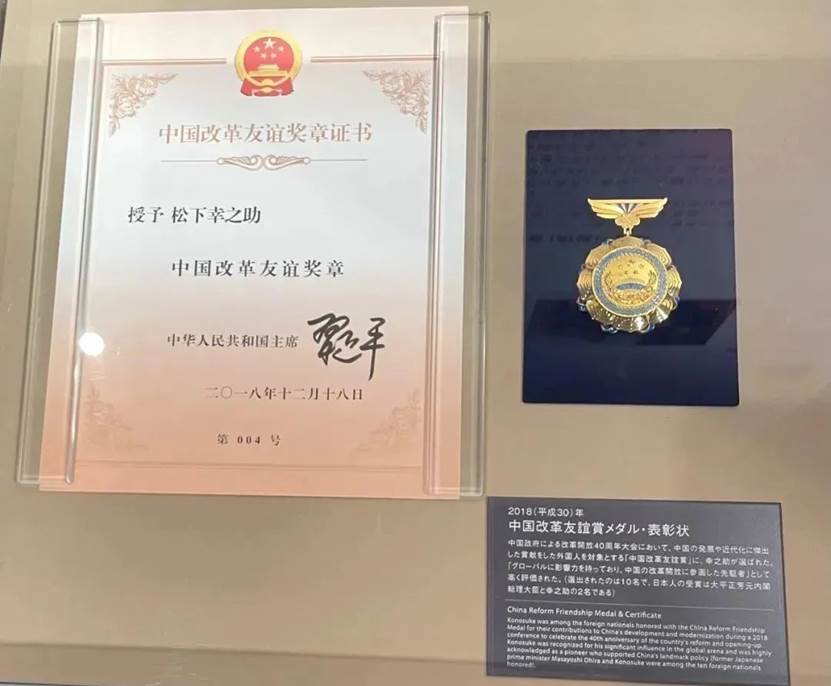 中国改革友谊奖章证书
授予 松下幸之助
中国改革友谊奖章
中华人民共和国主席 习近平
二〇一八年十二月十八日
第 004 号
2018(平成30)年
中国改革友誼賞メダル・表彰状
中国政府による改革開放40周年大会において、中国の発展や近代化に傑出
した貢献をした外国人を対象とする「中国改革友誼賞」に、幸之助が選ばれた。
「グローバルに影響力を持っており、中国の改革開放に参画した先駆者」として
高く評価された。(選出されたのは10名で、日本人の受賞は大平正芳元内閣
総理大臣と幸之助の2名である)
China Reform Friendship Medal & Certificate
Konosuke was among the foreign nationals honored with the China Reform Friendship
Medal for their contributions to China's development and modernization during a 2018
conference to celebrate the 40th anniversary of the country's reform and opening-up.
Konosuke was recognized for his significant influence in the global arena and was highly
acknowledged as a pioneer who supported China's landmark policy (former Japanese
prime minister Masayoshi Ohira and Konosuke were among the ten foreign nationals
honored).